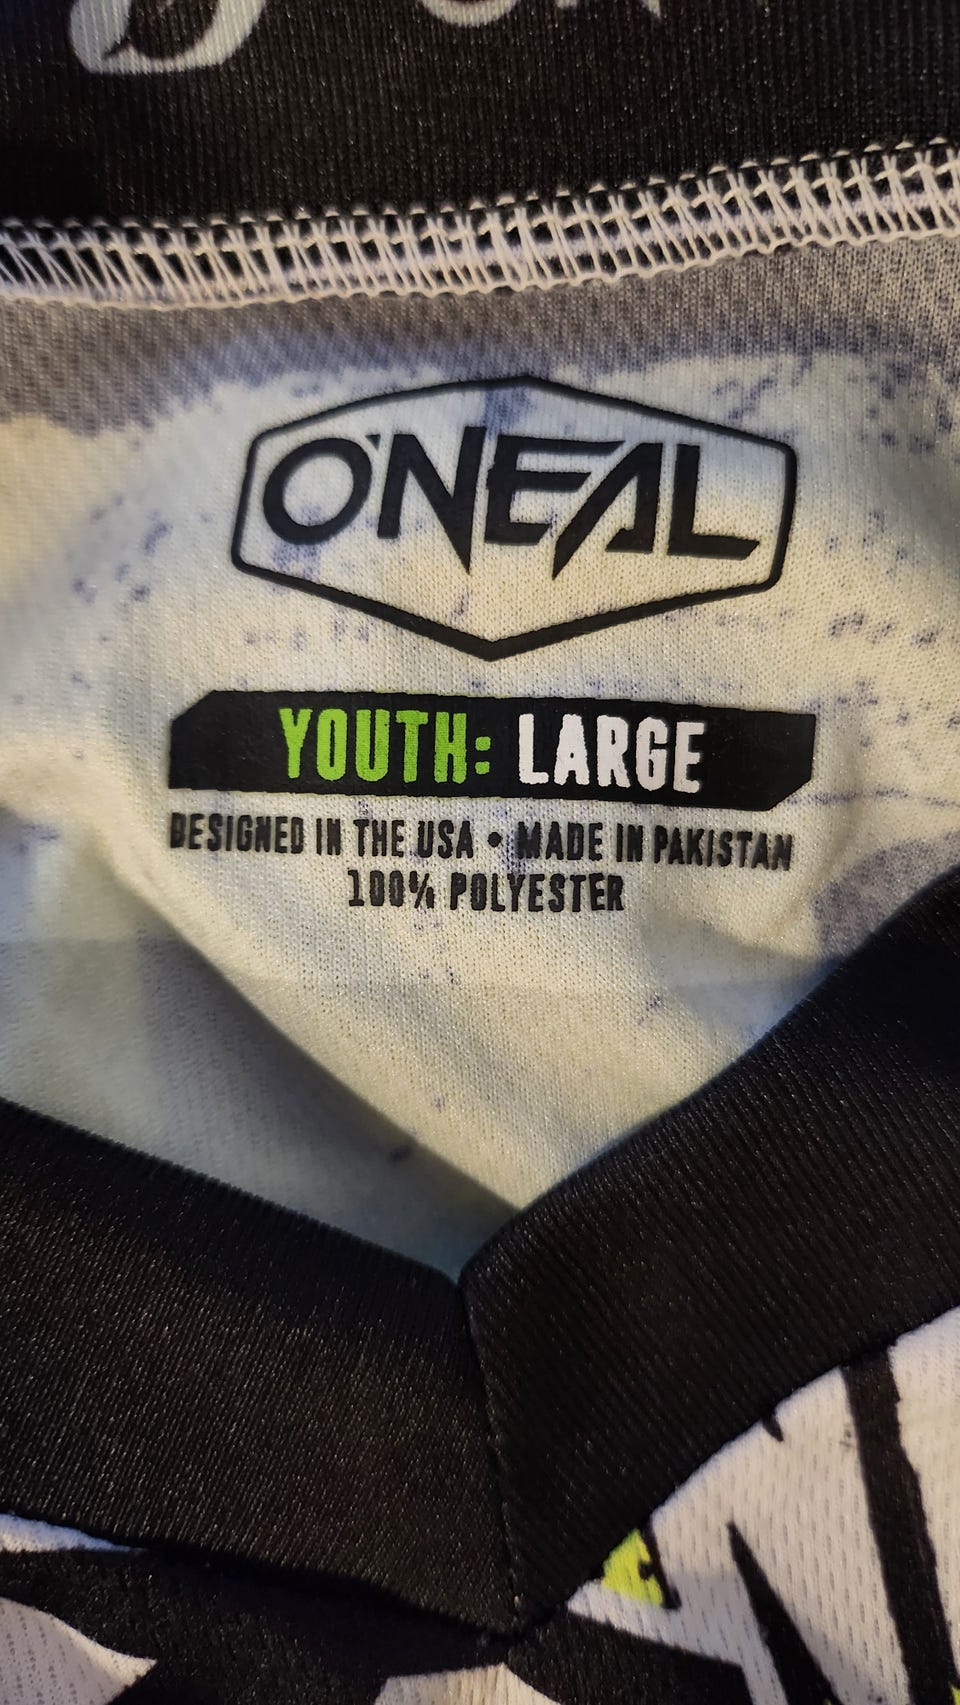 O'NEAL
YOUTH: LARGE
DESIGNED IN THE USA • MADE IN PAKISTAN
100% POLYESTER